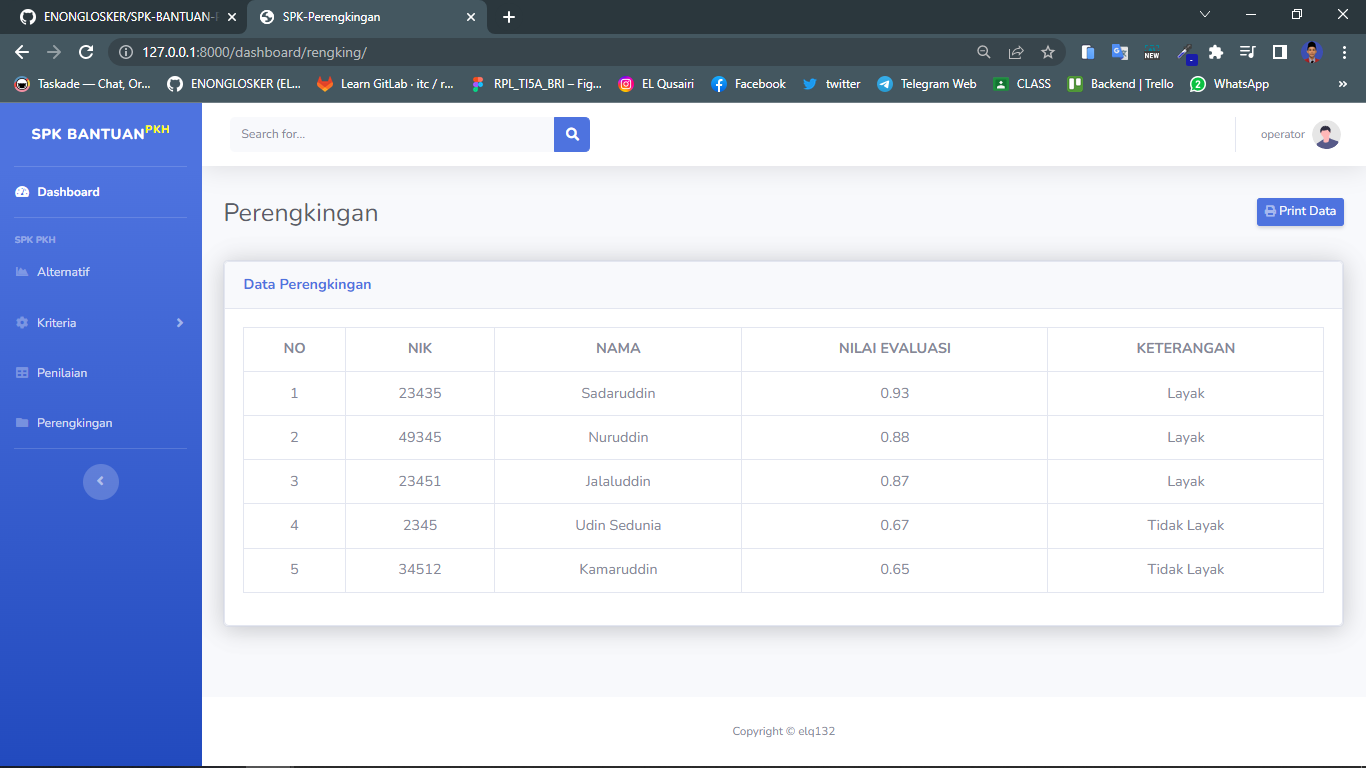 ENONGLOSKER/SPK-BANTUAN-
SPK-Perengkingan
127.0.0.1:8000/dashboard/rengking/
NEW
Taskade — Chat, Or...
ENONGLOSKER (EL...
Learn GitLab · itc / r...
RPL_TI5A_BRI – Fig...
EL Qusairi
Facebook
twitter
Telegram Web
CLASS
Backend | Trello
2
WhatsApp
»
SPK BANTUAN PKH
Search for...
operator
Dashboard
SPK PKH
Alternatif
Kriteria
Penilaian
Perengkingan
Perengkingan
Print Data
Data Perengkingan
NO NIK NAMA NILAI EVALUASI KETERANGAN
1 23435 Sadaruddin 0.93 Layak
2 49345 Nuruddin 0.88 Layak
3 23451 Jalaluddin 0.87 Layak
4 2345 Udin Sedunia 0.67 Tidak Layak
5 34512 Kamaruddin 0.65 Tidak Layak
Copyright © elq132